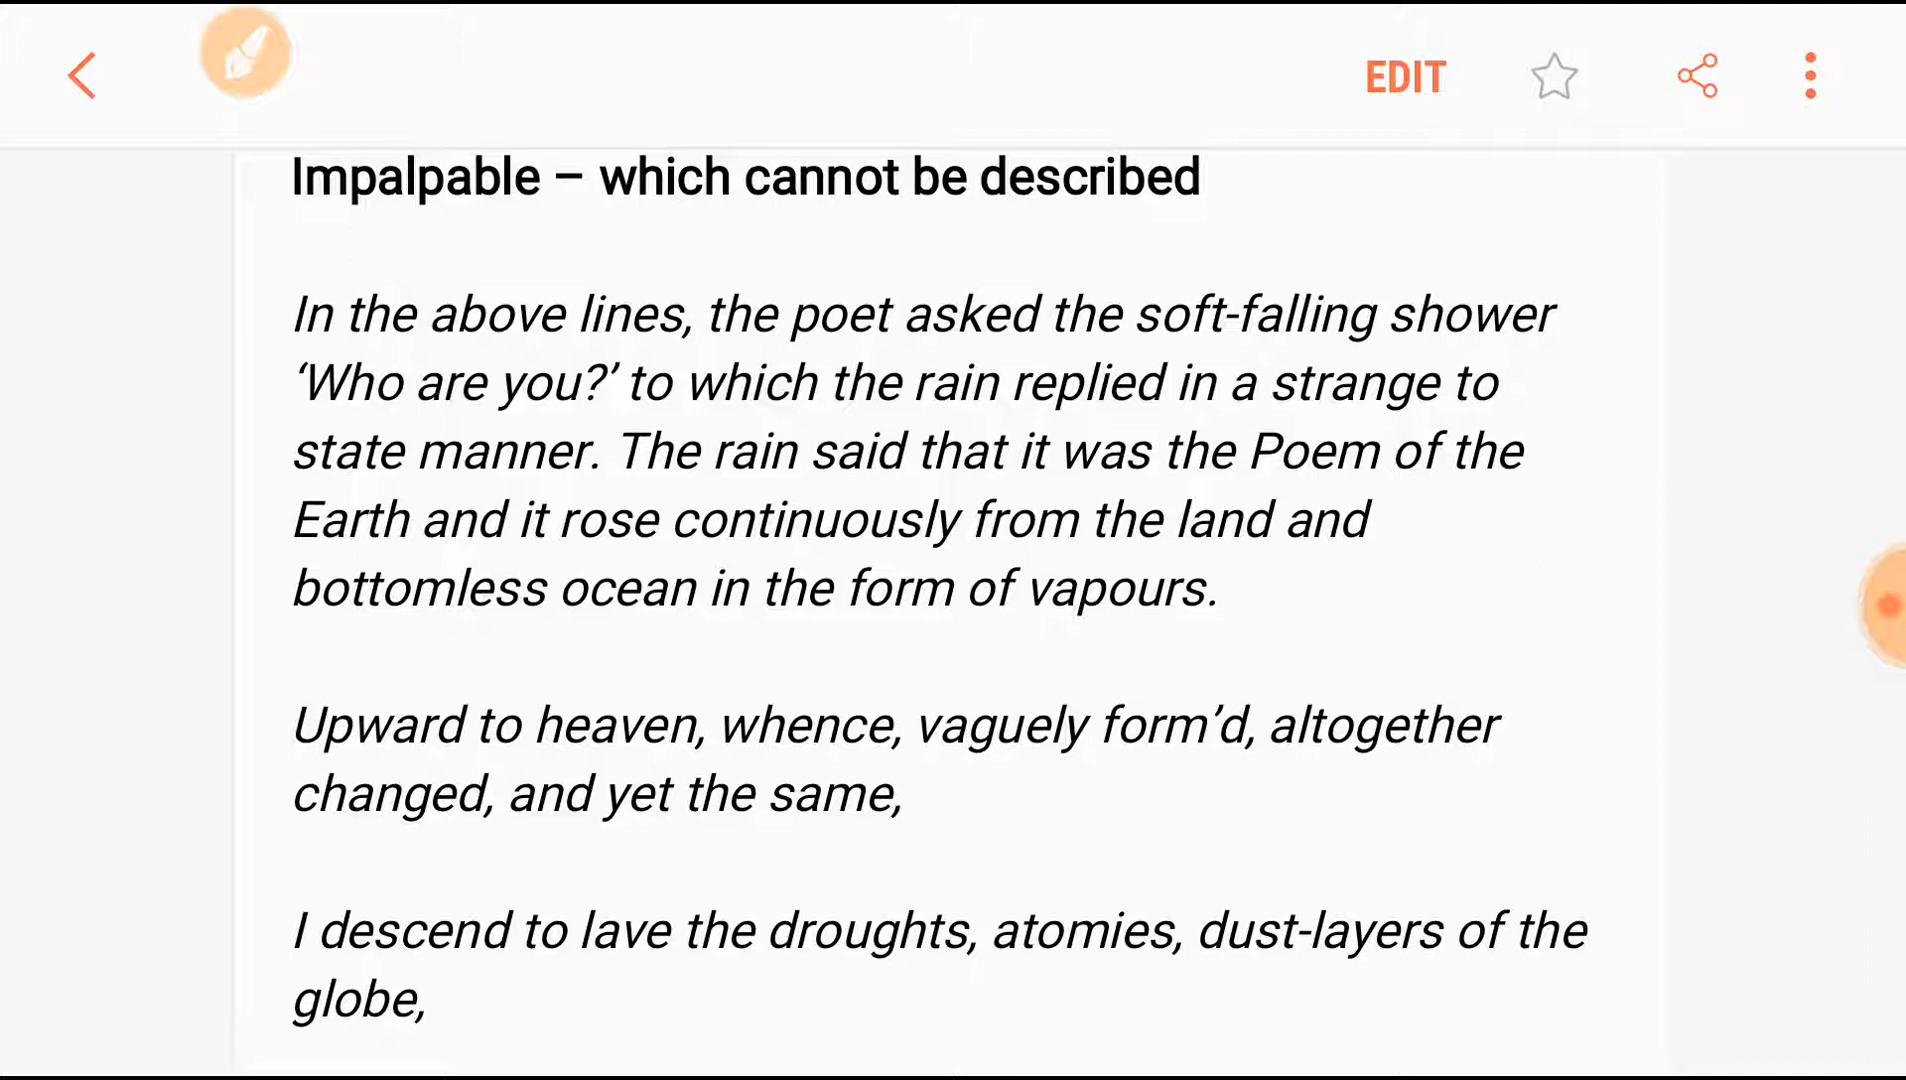 EDIT
Impalpable – which cannot be described
In the above lines, the poet asked the soft-falling shower
‘Who are you?’ to which the rain replied in a strange to
state manner. The rain said that it was the Poem of the
Earth and it rose continuously from the land and
bottomless ocean in the form of vapours.
Upward to heaven, whence, vaguely form’d, altogether
changed, and yet the same,
I descend to lave the droughts, atomies, dust-layers of the
globe,